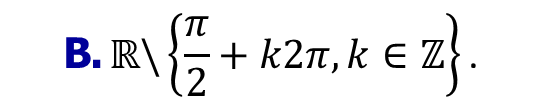 B. ℝ\{π/2 + k2π, k ∈ ℤ}.